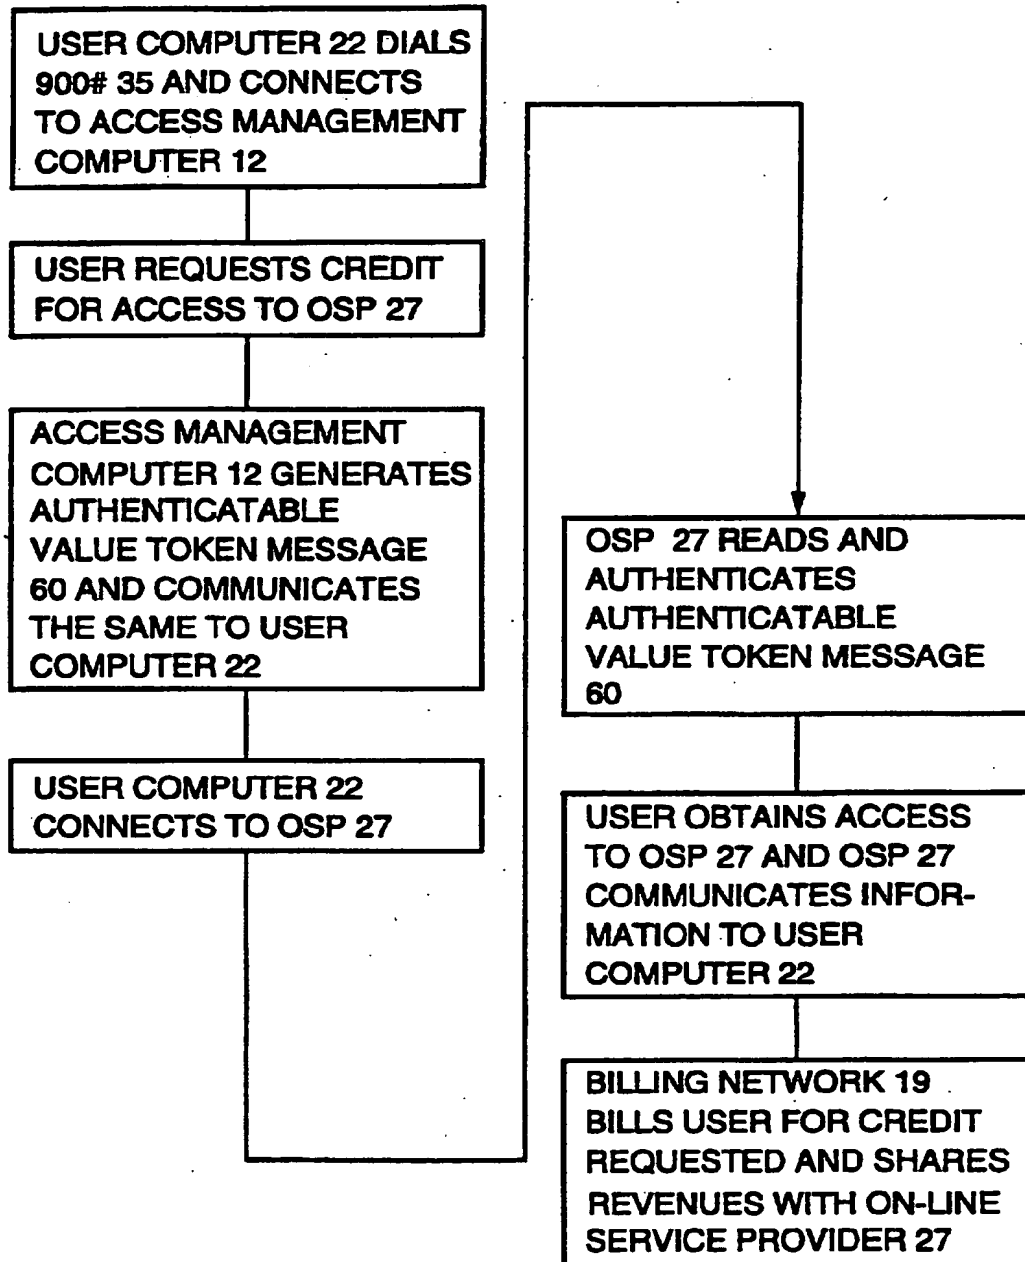 USER COMPUTER 22 DIALS
900# 35 AND CONNECTS
TO ACCESS MANAGEMENT
COMPUTER 12
USER REQUESTS CREDIT
FOR ACCESS TO OSP 27
ACCESS MANAGEMENT
COMPUTER 12 GENERATES
AUTHENTICATABLE
VALUE TOKEN MESSAGE
60 AND COMMUNICATES
THE SAME TO USER
COMPUTER 22
USER COMPUTER 22
CONNECTS TO OSP 27
OSP 27 READS AND
AUTHENTICATES
AUTHENTICATABLE
VALUE TOKEN MESSAGE
60
USER OBTAINS ACCESS
TO OSP 27 AND OSP 27
COMMUNICATES INFOR-
MATION TO USER
COMPUTER 22
BILLING NETWORK 19
BILLS USER FOR CREDIT
REQUESTED AND SHARES
REVENUES WITH ON-LINE
SERVICE PROVIDER 27